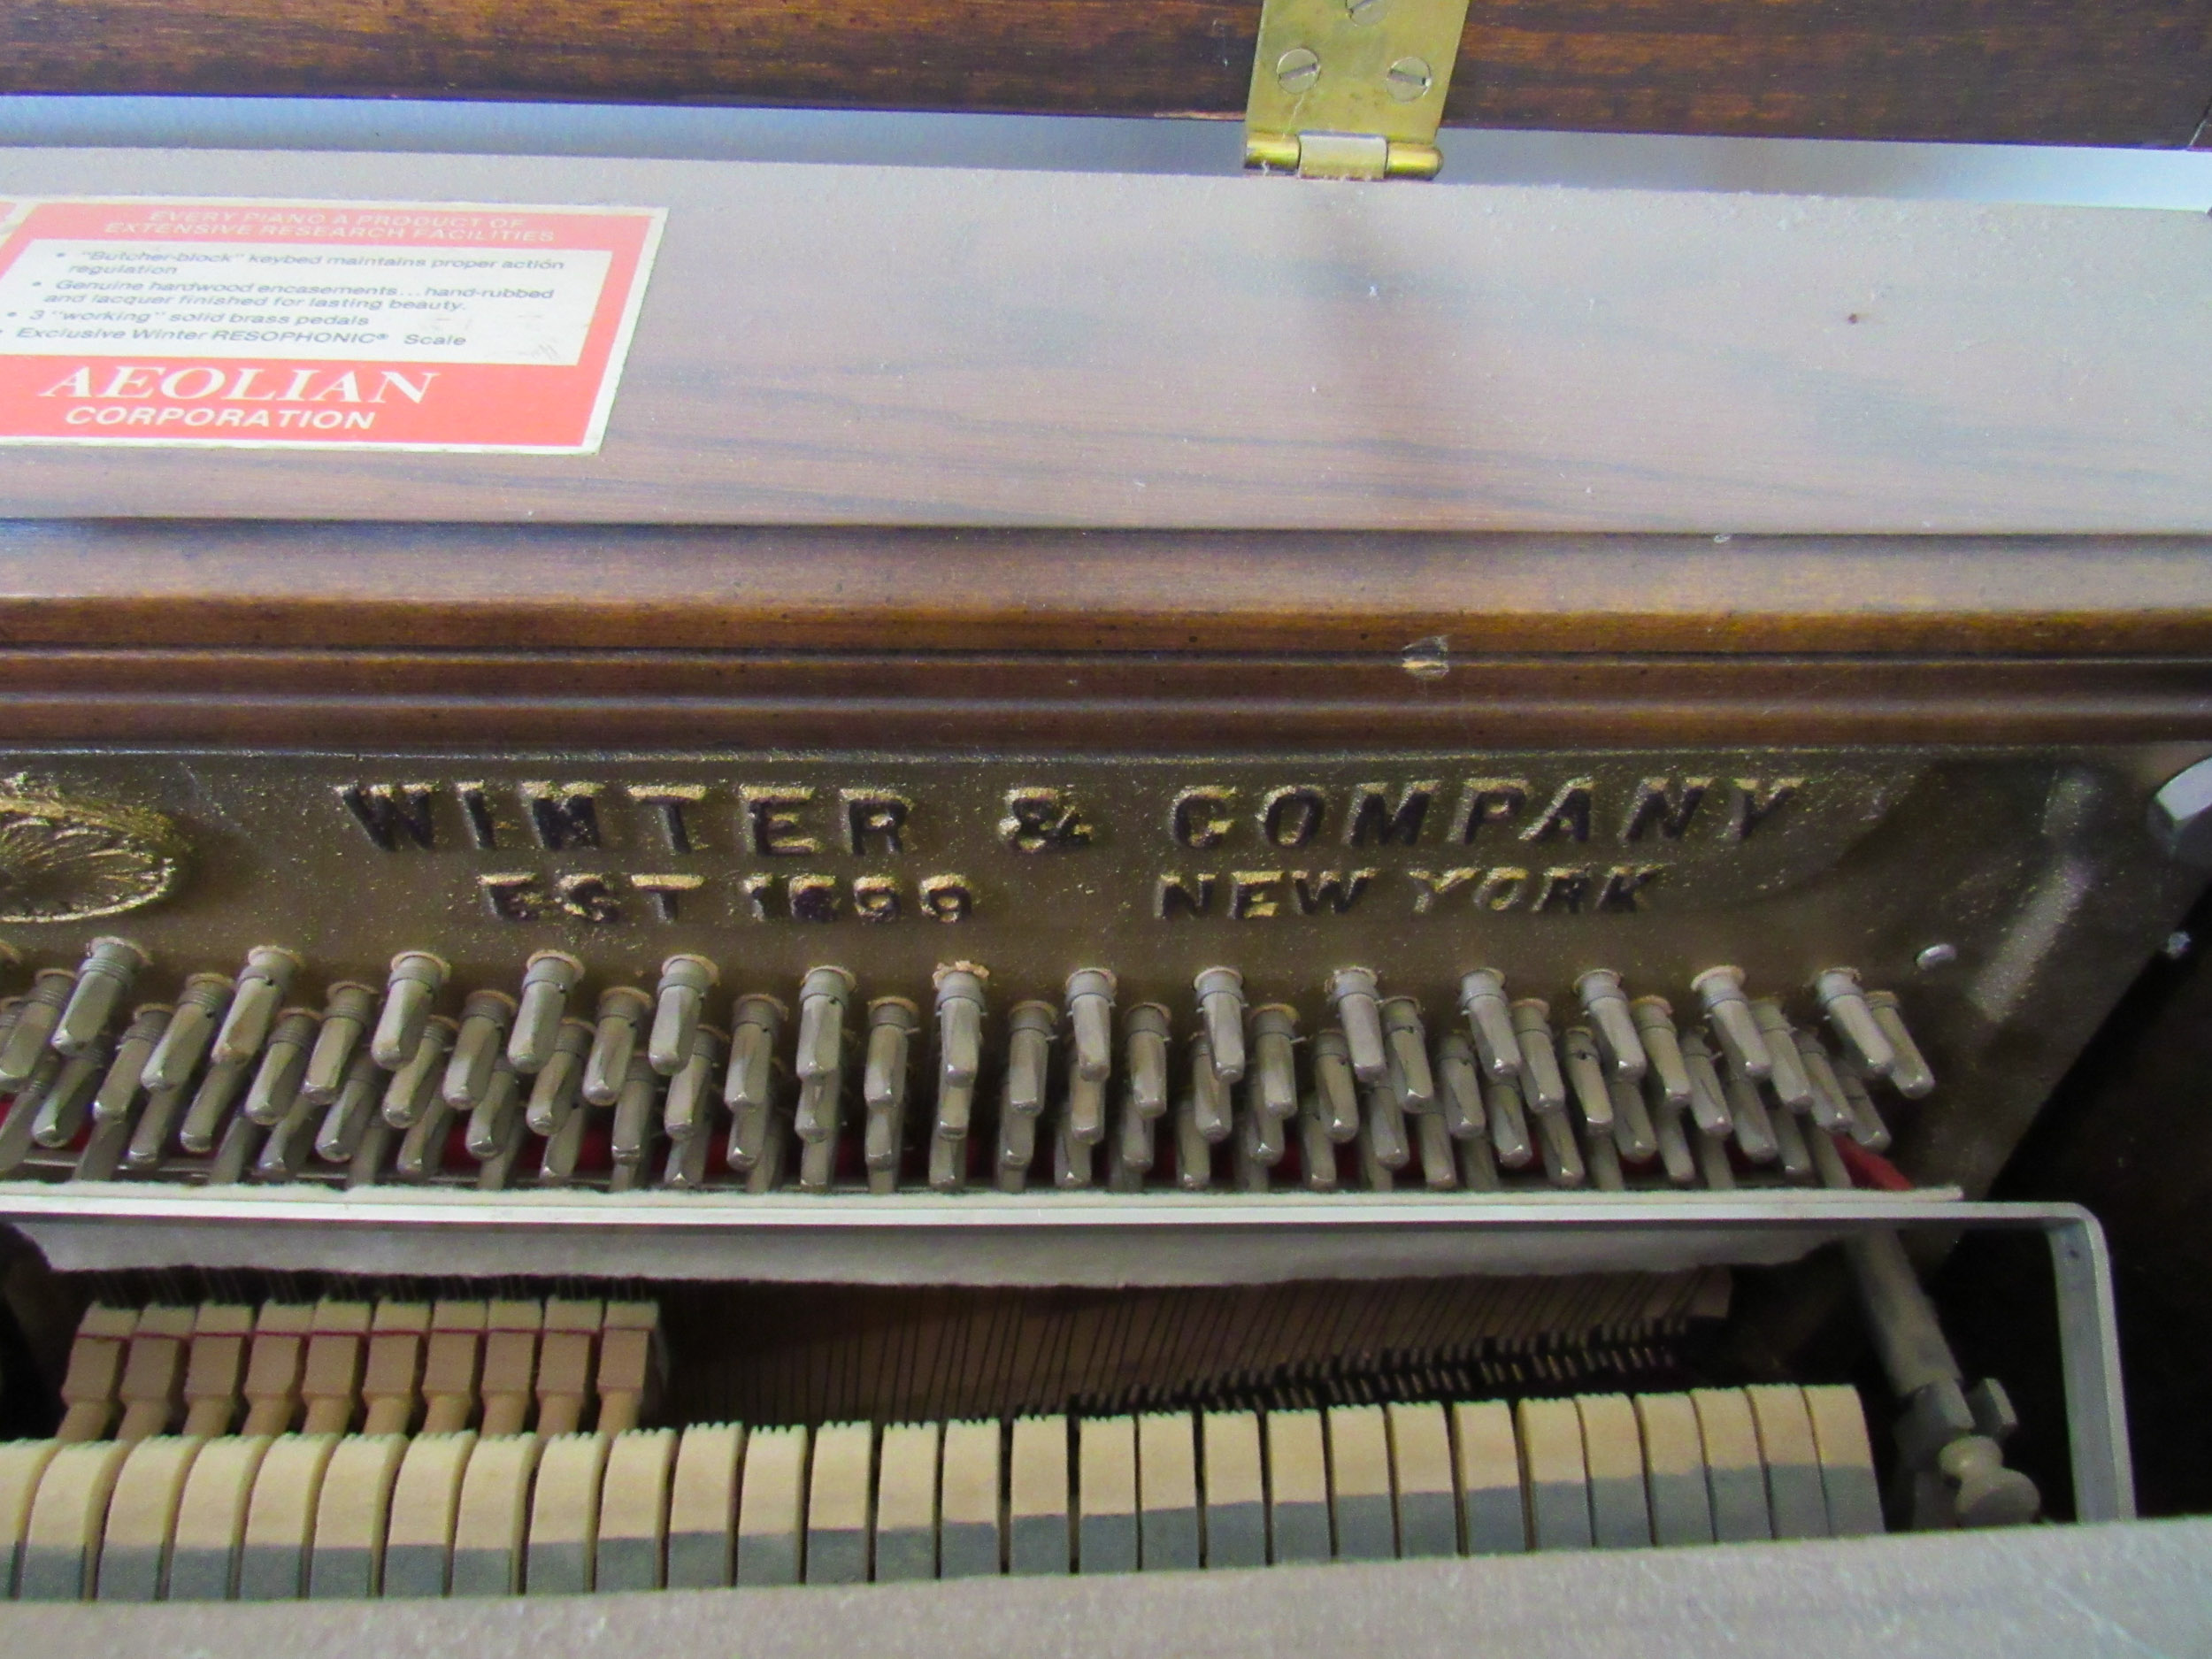 EVERY PIANO A PRODUCT OF
EXTENSIVE RESEARCH FACILITIES
• "Butcher-block" keybed maintains proper action
regulation
• Genuine hardwood encasements...hand-rubbed
and lacquer finished for lasting beauty.
• 3 "working" solid brass pedals
• Exclusive Winter RESOPHONIC® Scale
AEOLIAN
CORPORATION
WINTER & COMPANY
EST 1899 NEW YORK